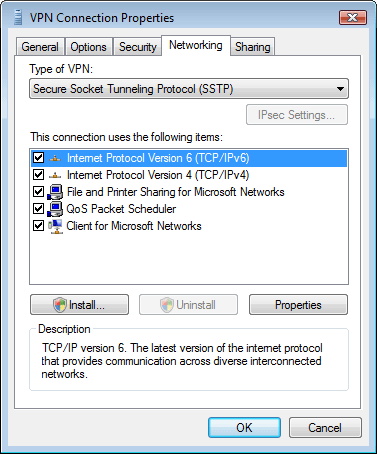 VPN Connection Properties
General Options Security Networking Sharing
Type of VPN:
Secure Socket Tunneling Protocol (SSTP)
IPsec Settings...
This connection uses the following items:
Internet Protocol Version 6 (TCP/IPv6)
Internet Protocol Version 4 (TCP/IPv4)
File and Printer Sharing for Microsoft Networks
QoS Packet Scheduler
Client for Microsoft Networks
Install... Uninstall Properties
Description
TCP/IP version 6. The latest version of the internet protocol
that provides communication across diverse interconnected
networks.
OK Cancel